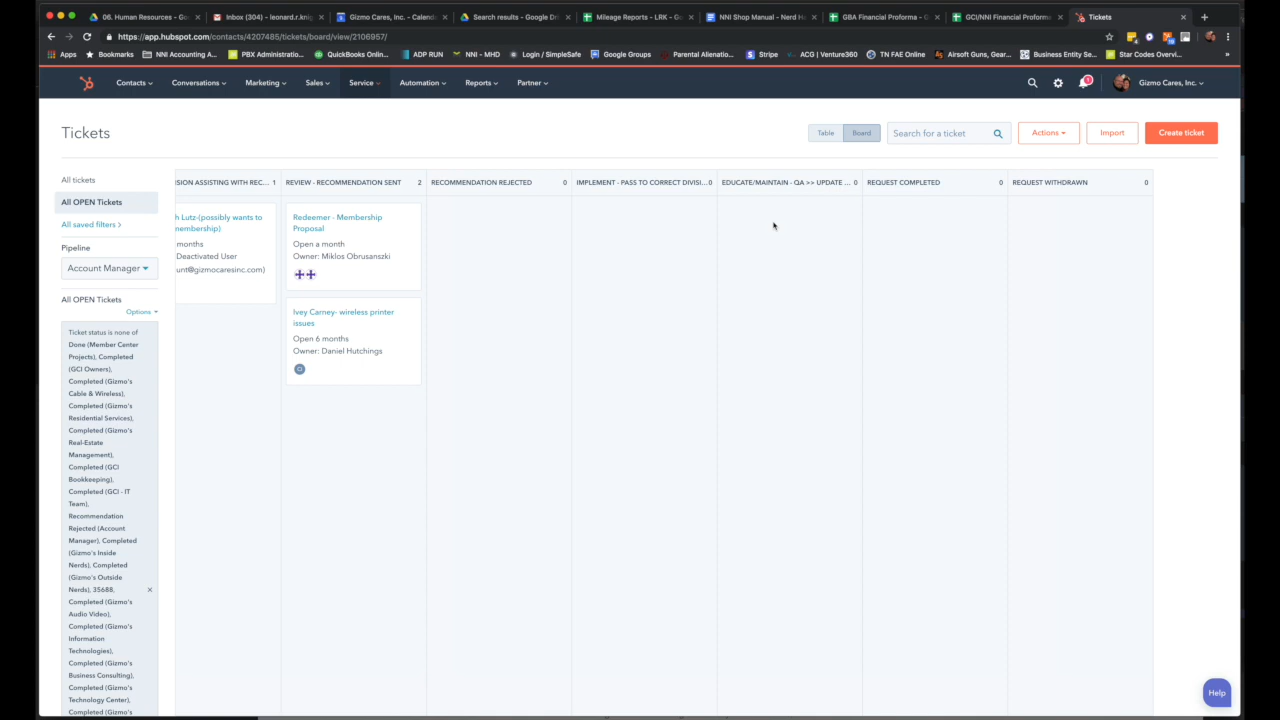 06. Human Resources - Go
Inbox (304) - leonard.r.knig
Gizmo Cares, Inc. - Calenda
Search results - Google Dri
Mileage Reports - LRK - Go
NNI Shop Manual - Nerd H
GBA Financial Proforma - G
GCI/NNI Financial Proforma
Tickets
https://app.hubspot.com/contacts/4207485/tickets/board/view/2106957/
Apps
Bookmarks
NNI Accounting A...
PBX Administratio...
QuickBooks Onlin...
ADP RUN
NNI - MHD
Login / SimpleSafe
Google Groups
Parental Alienatio...
Stripe
ACG | Venture360
TN FAE Online
Airsoft Guns, Gear...
Business Entity Se...
Star Codes Overvi...
»
Contacts
Conversations
Marketing
Sales
Service
Automation
Reports
Partner
1
Gizmo Cares, Inc.
Tickets
Table
Board
Search for a ticket
Actions
Import
Create ticket
All tickets
All OPEN Tickets
All saved filters >
Pipeline
Account Manager
All OPEN Tickets
Options
Ticket status is none of
Done (Member Center
Projects), Completed
(GCI Owners),
Completed (Gizmo's
Cable & Wireless),
Completed (Gizmo's
Residential Services),
Completed (Gizmo's
Real-Estate
Management),
Completed (GCI
Bookkeeping),
Completed (GCI - IT
Team),
Recommendation
Rejected (Account
Manager), Completed
(Gizmo's Inside
Nerds), Completed
(Gizmo's Outside
Nerds), 35688,
Completed (Gizmo's
Audio Video),
Completed (Gizmo's
Information
Technologies),
Completed (Gizmo's
Business Consulting),
Completed (Gizmo's
Technology Center),
Completed (Gizmo's
ISION ASSISTING WITH REC... 1
h Lutz-(possibly wants to
nembership)
months
Deactivated User
unt@gizmocaresinc.com)
REVIEW - RECOMMENDATION SENT 2
Redeemer - Membership
Proposal
Open a month
Owner: Miklos Obrusanszki
Ivey Carney- wireless printer
issues
Open 6 months
Owner: Daniel Hutchings
RECOMMENDATION REJECTED 0
IMPLEMENT - PASS TO CORRECT DIVISI... 0
EDUCATE/MAINTAIN - QA >> UPDATE ... 0
REQUEST COMPLETED 0
REQUEST WITHDRAWN 0
Help